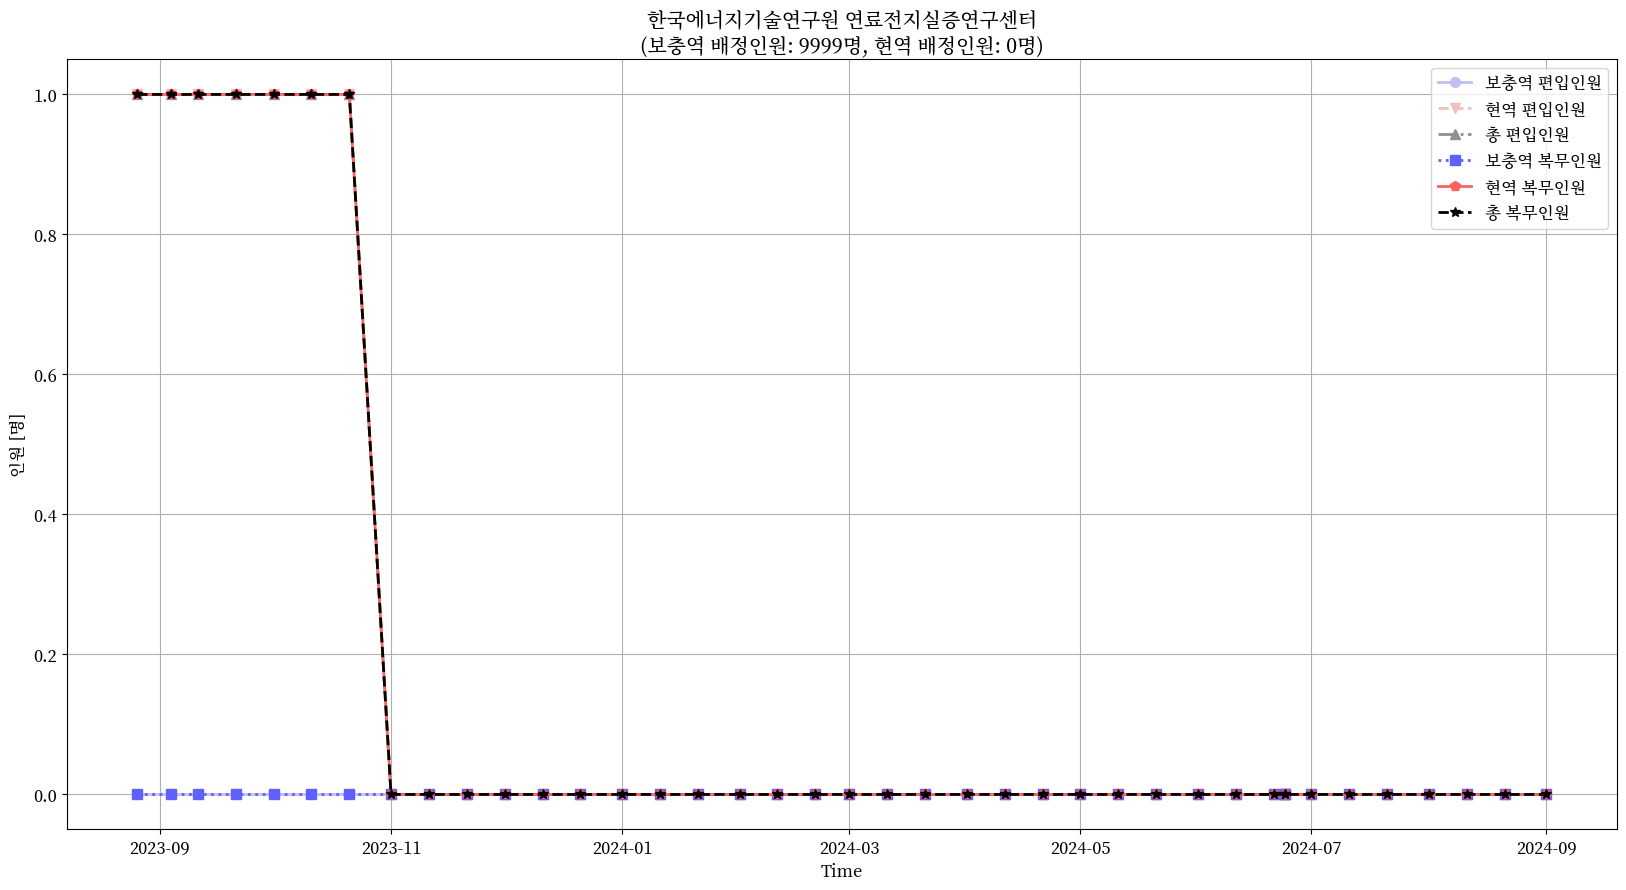 한국에너지기술연구원 연료전지실증연구센터
(보충역 배정인원: 9999명, 현역 배정인원: 0명)
보충역 편입인원
현역 편입인원
총 편입인원
보충역 복무인원
현역 복무인원
총 복무인원
인원 [명]
1.0
0.8
0.6
0.4
0.2
0.0
2023-09
2023-11
2024-01
2024-03
2024-05
2024-07
2024-09
Time